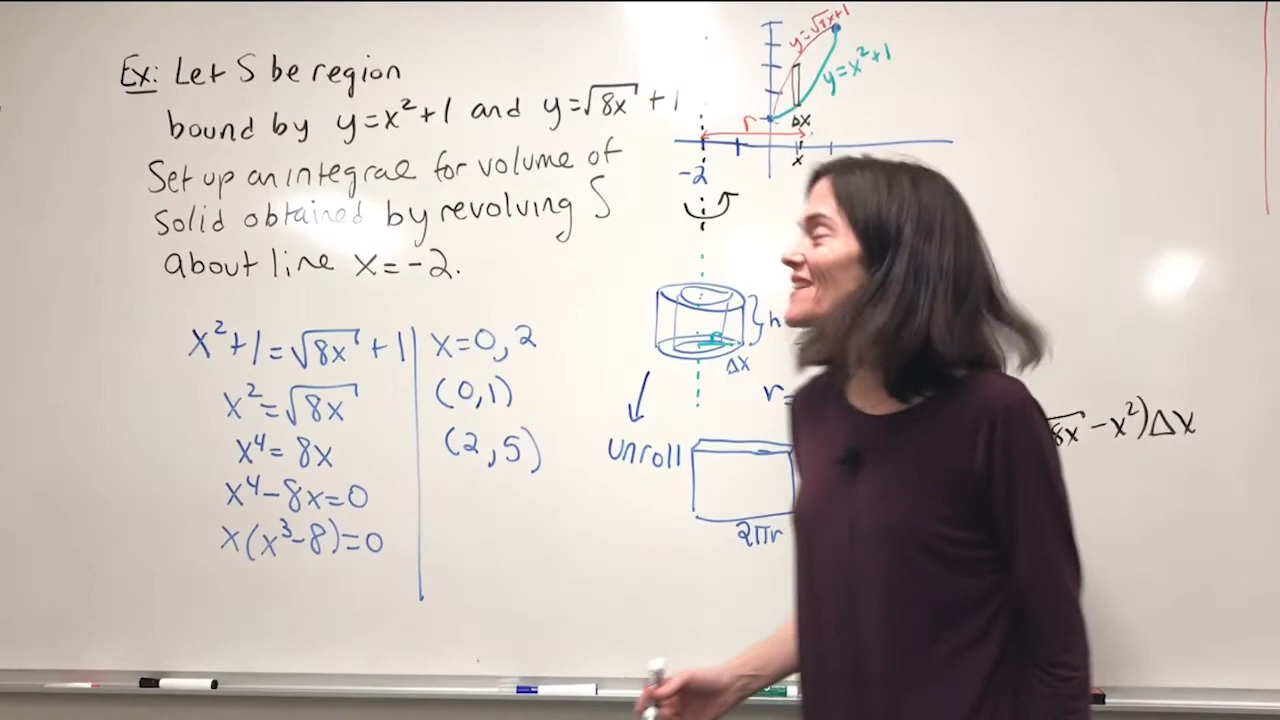 Ex: Let S be region
bound by y=x²+1 and y=√8x +1
Set up an integral for volume of
solid obtained by revolving S
about line x=-2.
x²+1=√8x +1
x²=√8x
x⁴=8x
x⁴-8x=0
x(x³-8)=0
x=0,2
(0,1)
(2,5)
y=√8x+1
y=x²+1
r
Δx
x
-2
h
r
Δx
r=
unroll
2πr
8x -x²)Δx